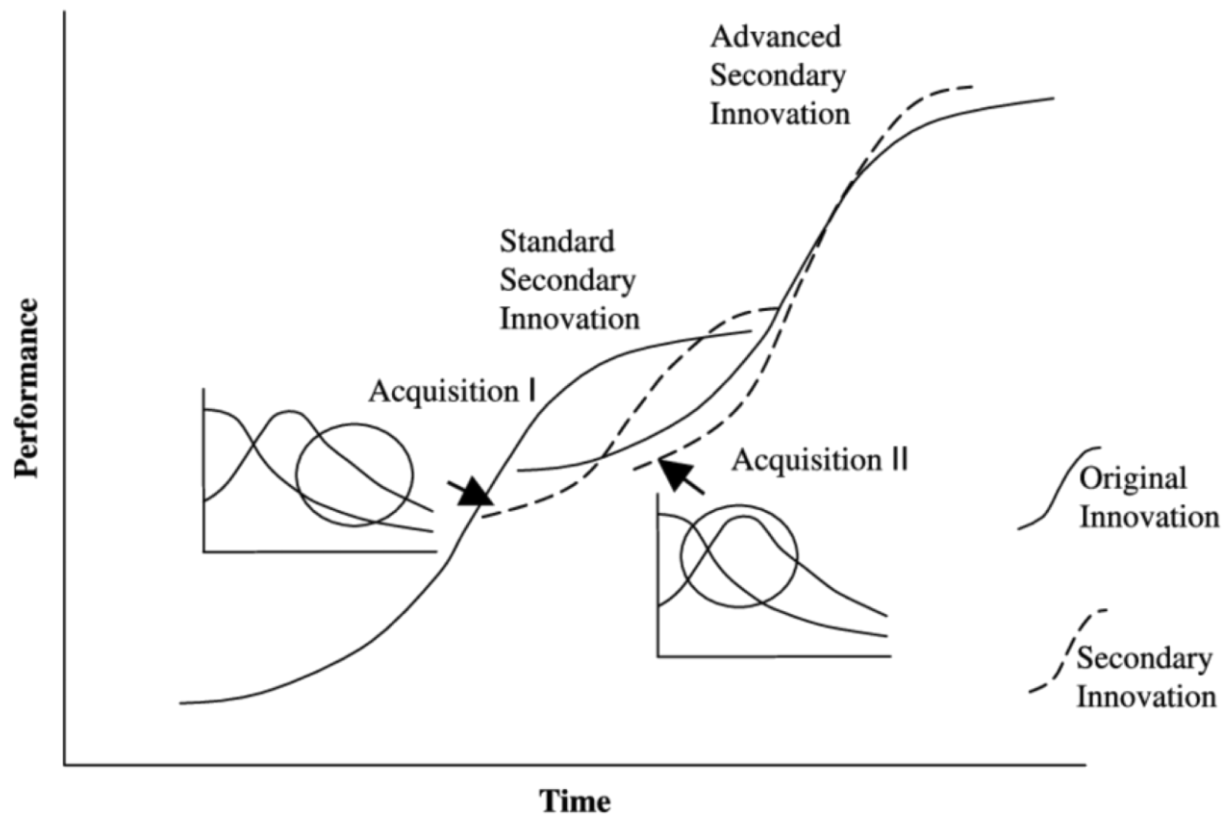 Advanced
Secondary
Innovation
Standard
Secondary
Innovation
Performance
Acquisition I
Acquisition II
Original
Innovation
Secondary
Innovation
Time